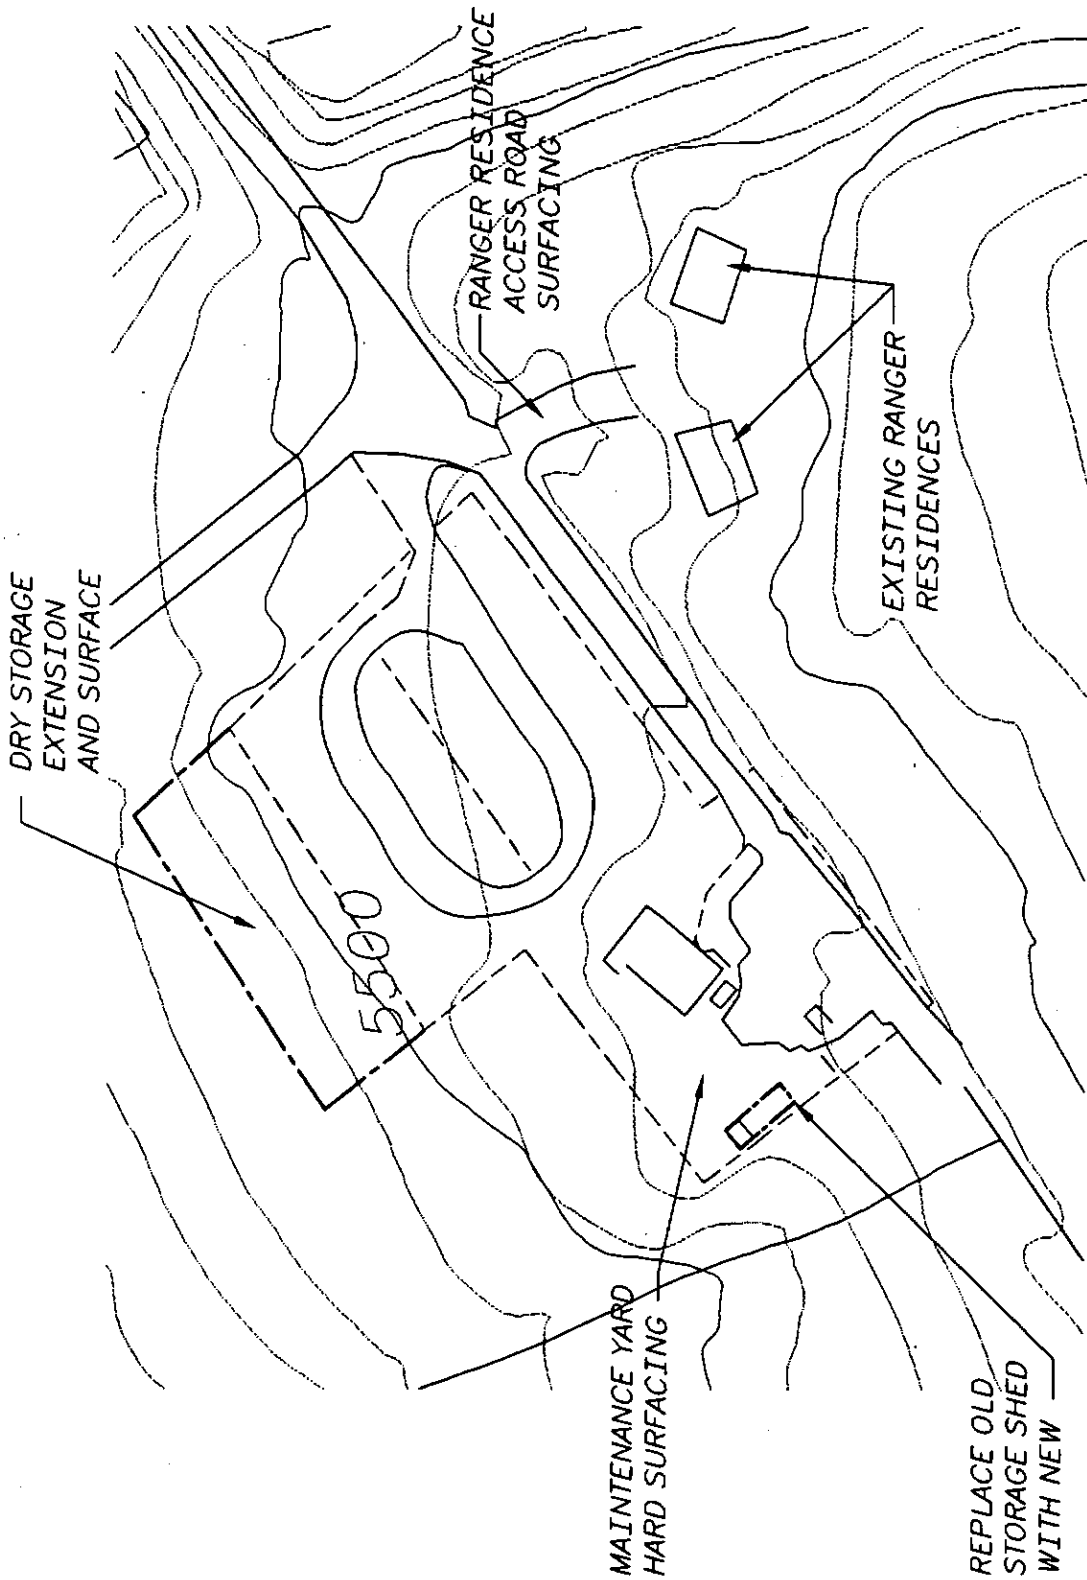 DRY STORAGE
EXTENSION
AND SURFACE
RANGER RESIDENCE
ACCESS ROAD
SURFACING
5500
EXISTING RANGER
RESIDENCES
MAINTENANCE YARD
HARD SURFACING
REPLACE OLD
STORAGE SHED
WITH NEW